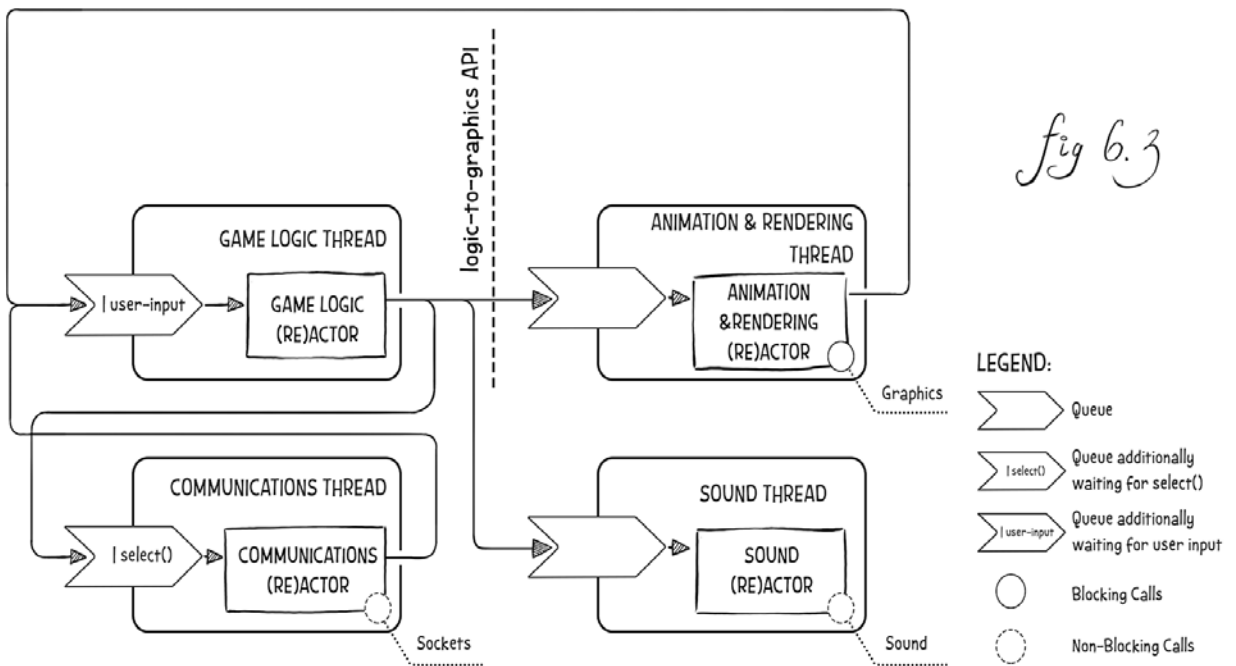 logic-to-graphics API
fig 6.3
GAME LOGIC THREAD
| user-input
GAME LOGIC
(RE)ACTOR
ANIMATION & RENDERING
THREAD
ANIMATION
&RENDERING
(RE)ACTOR
Graphics
COMMUNICATIONS THREAD
| select()
COMMUNICATIONS
(RE)ACTOR
Sockets
SOUND THREAD
SOUND
(RE)ACTOR
Sound
LEGEND:
Queue
| select()
Queue additionally
waiting for select()
| user-input
Queue additionally
waiting for user input
Blocking Calls
Non-Blocking Calls